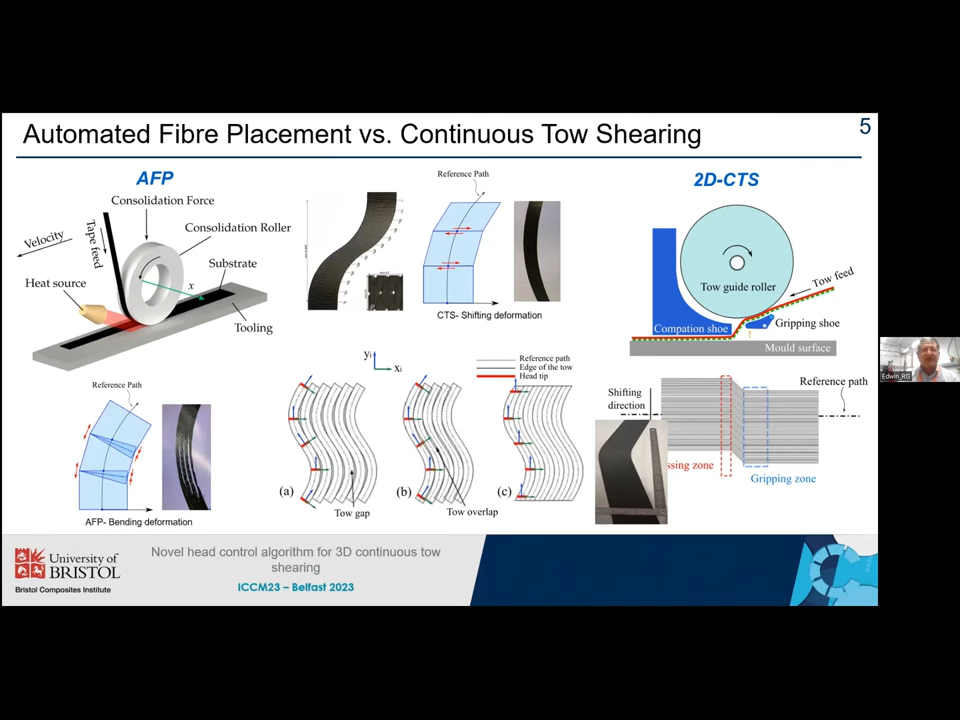 Automated Fibre Placement vs. Continuous Tow Shearing
5
AFP
Consolidation Force
Consolidation Roller
Tape feed
Velocity
Heat source
x
Substrate
Tooling
Reference Path
AFP- Bending deformation
Reference Path
CTS- Shifting deformation
yi
xi
Reference path
Edge of the tow
Head tip
(a)
(b)
(c)
Tow gap
Tow overlap
2D-CTS
Tow guide roller
Tow feed
Compation shoe
Gripping shoe
Mould surface
Shifting
direction
Reference path
ssing zone
Gripping zone
University of
BRISTOL
Bristol Composites Institute
Novel head control algorithm for 3D continuous tow
shearing
ICCM23 – Belfast 2023
Edwin_RG